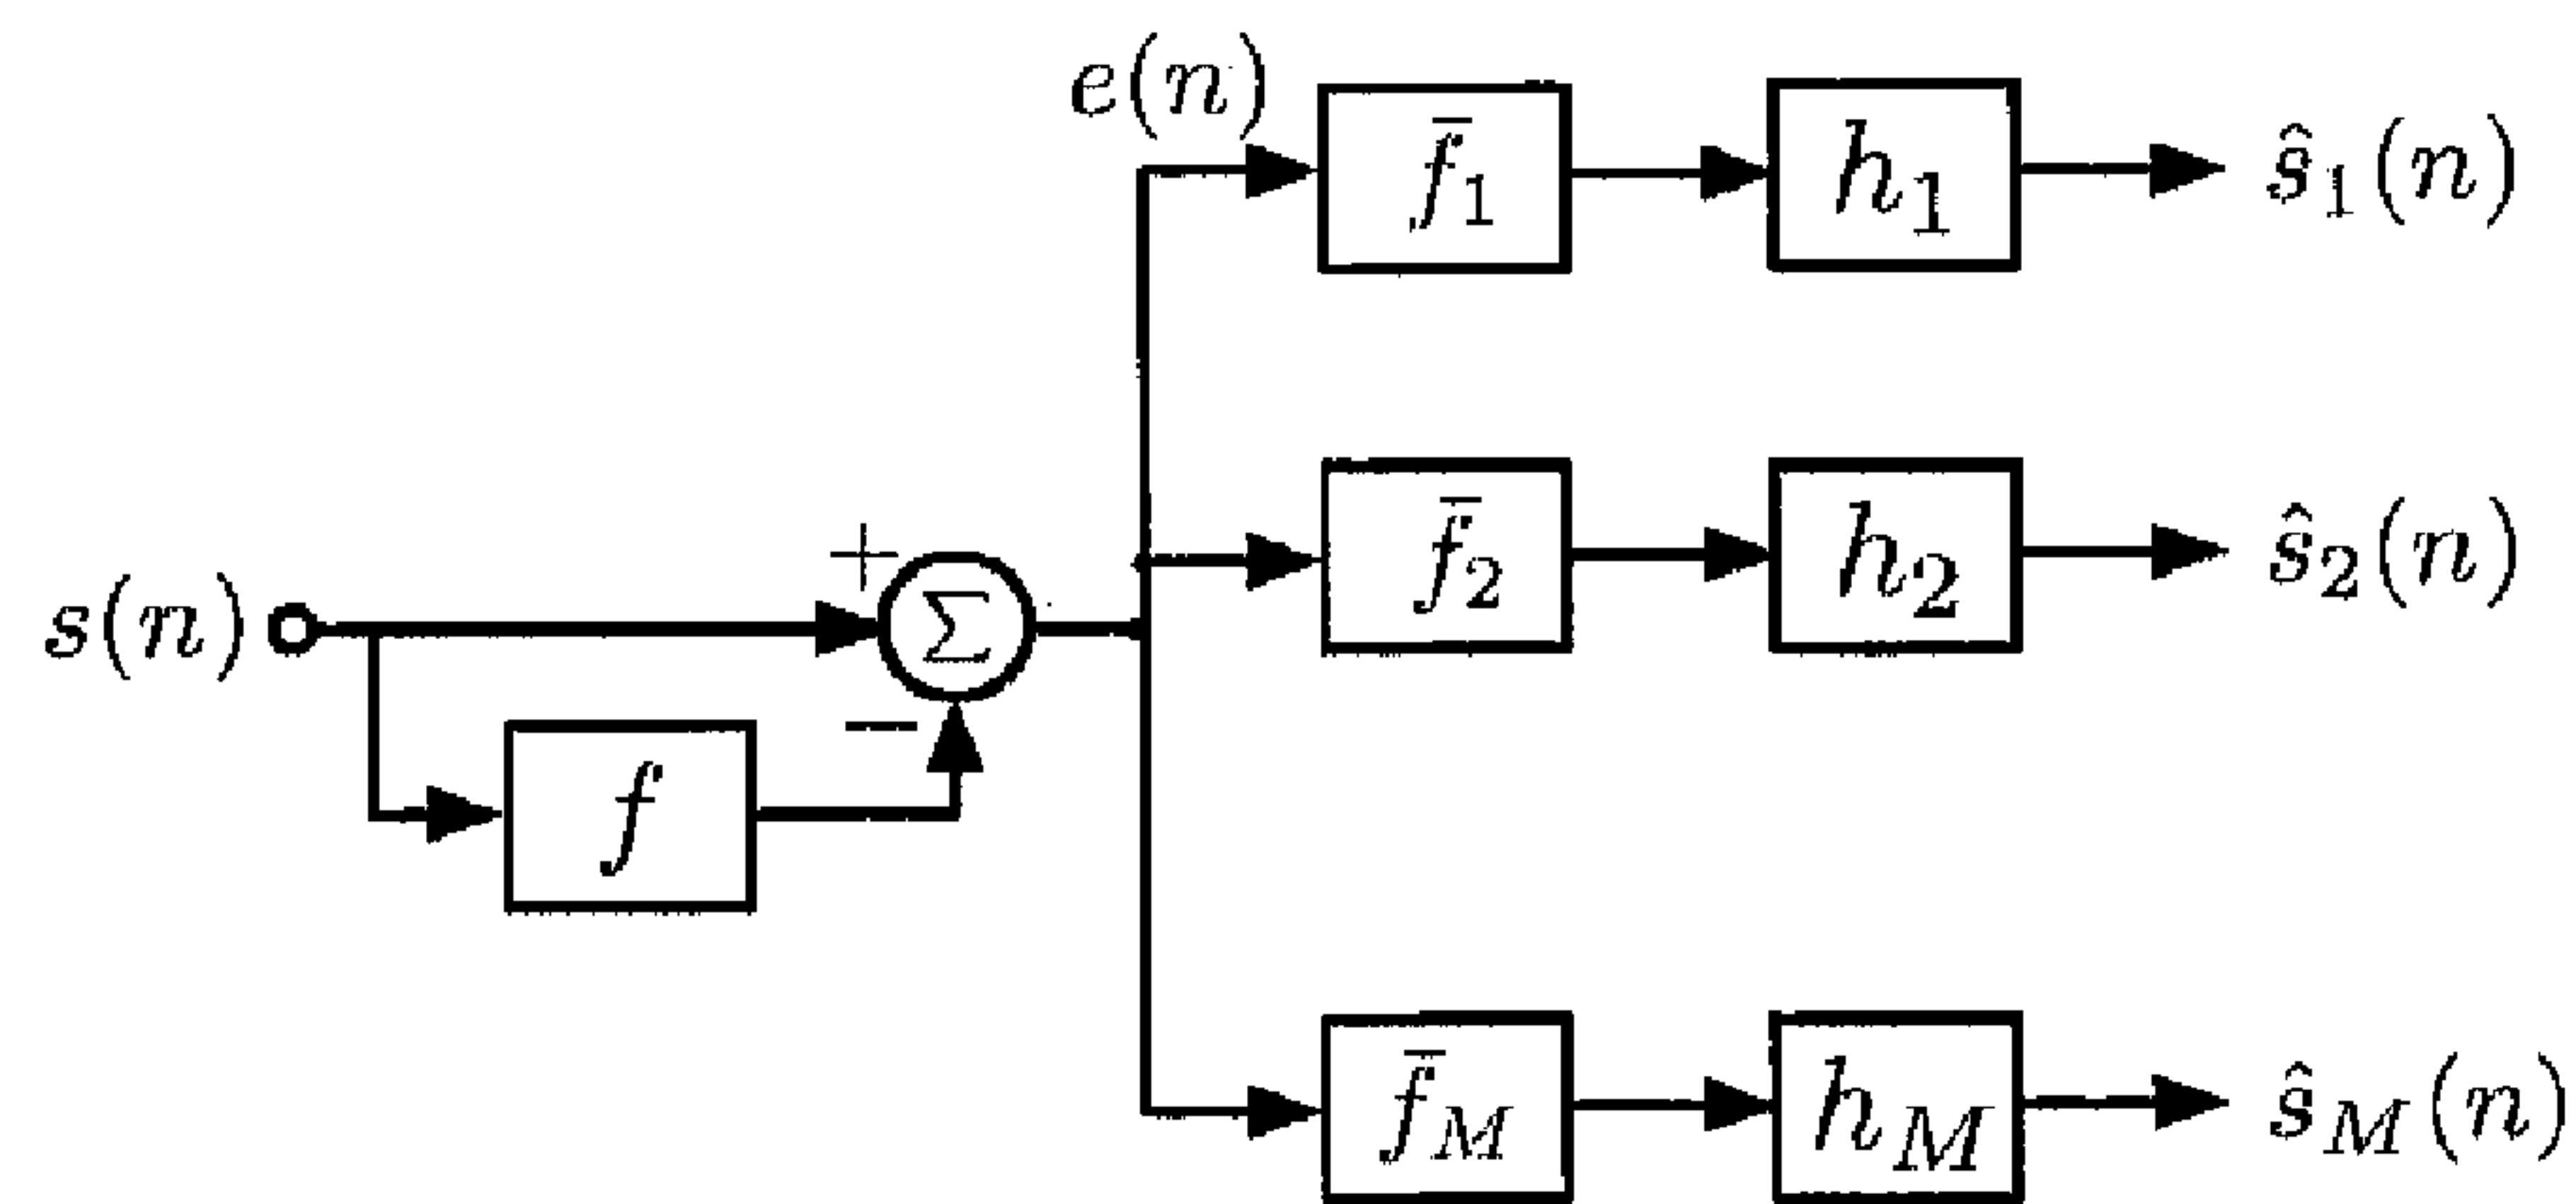 e(n)
f̄₁ h₁ ŝ₁(n)
f̄₂ h₂ ŝ₂(n)
+
s(n) Σ
−
f
f̄_M h_M ŝ_M(n)